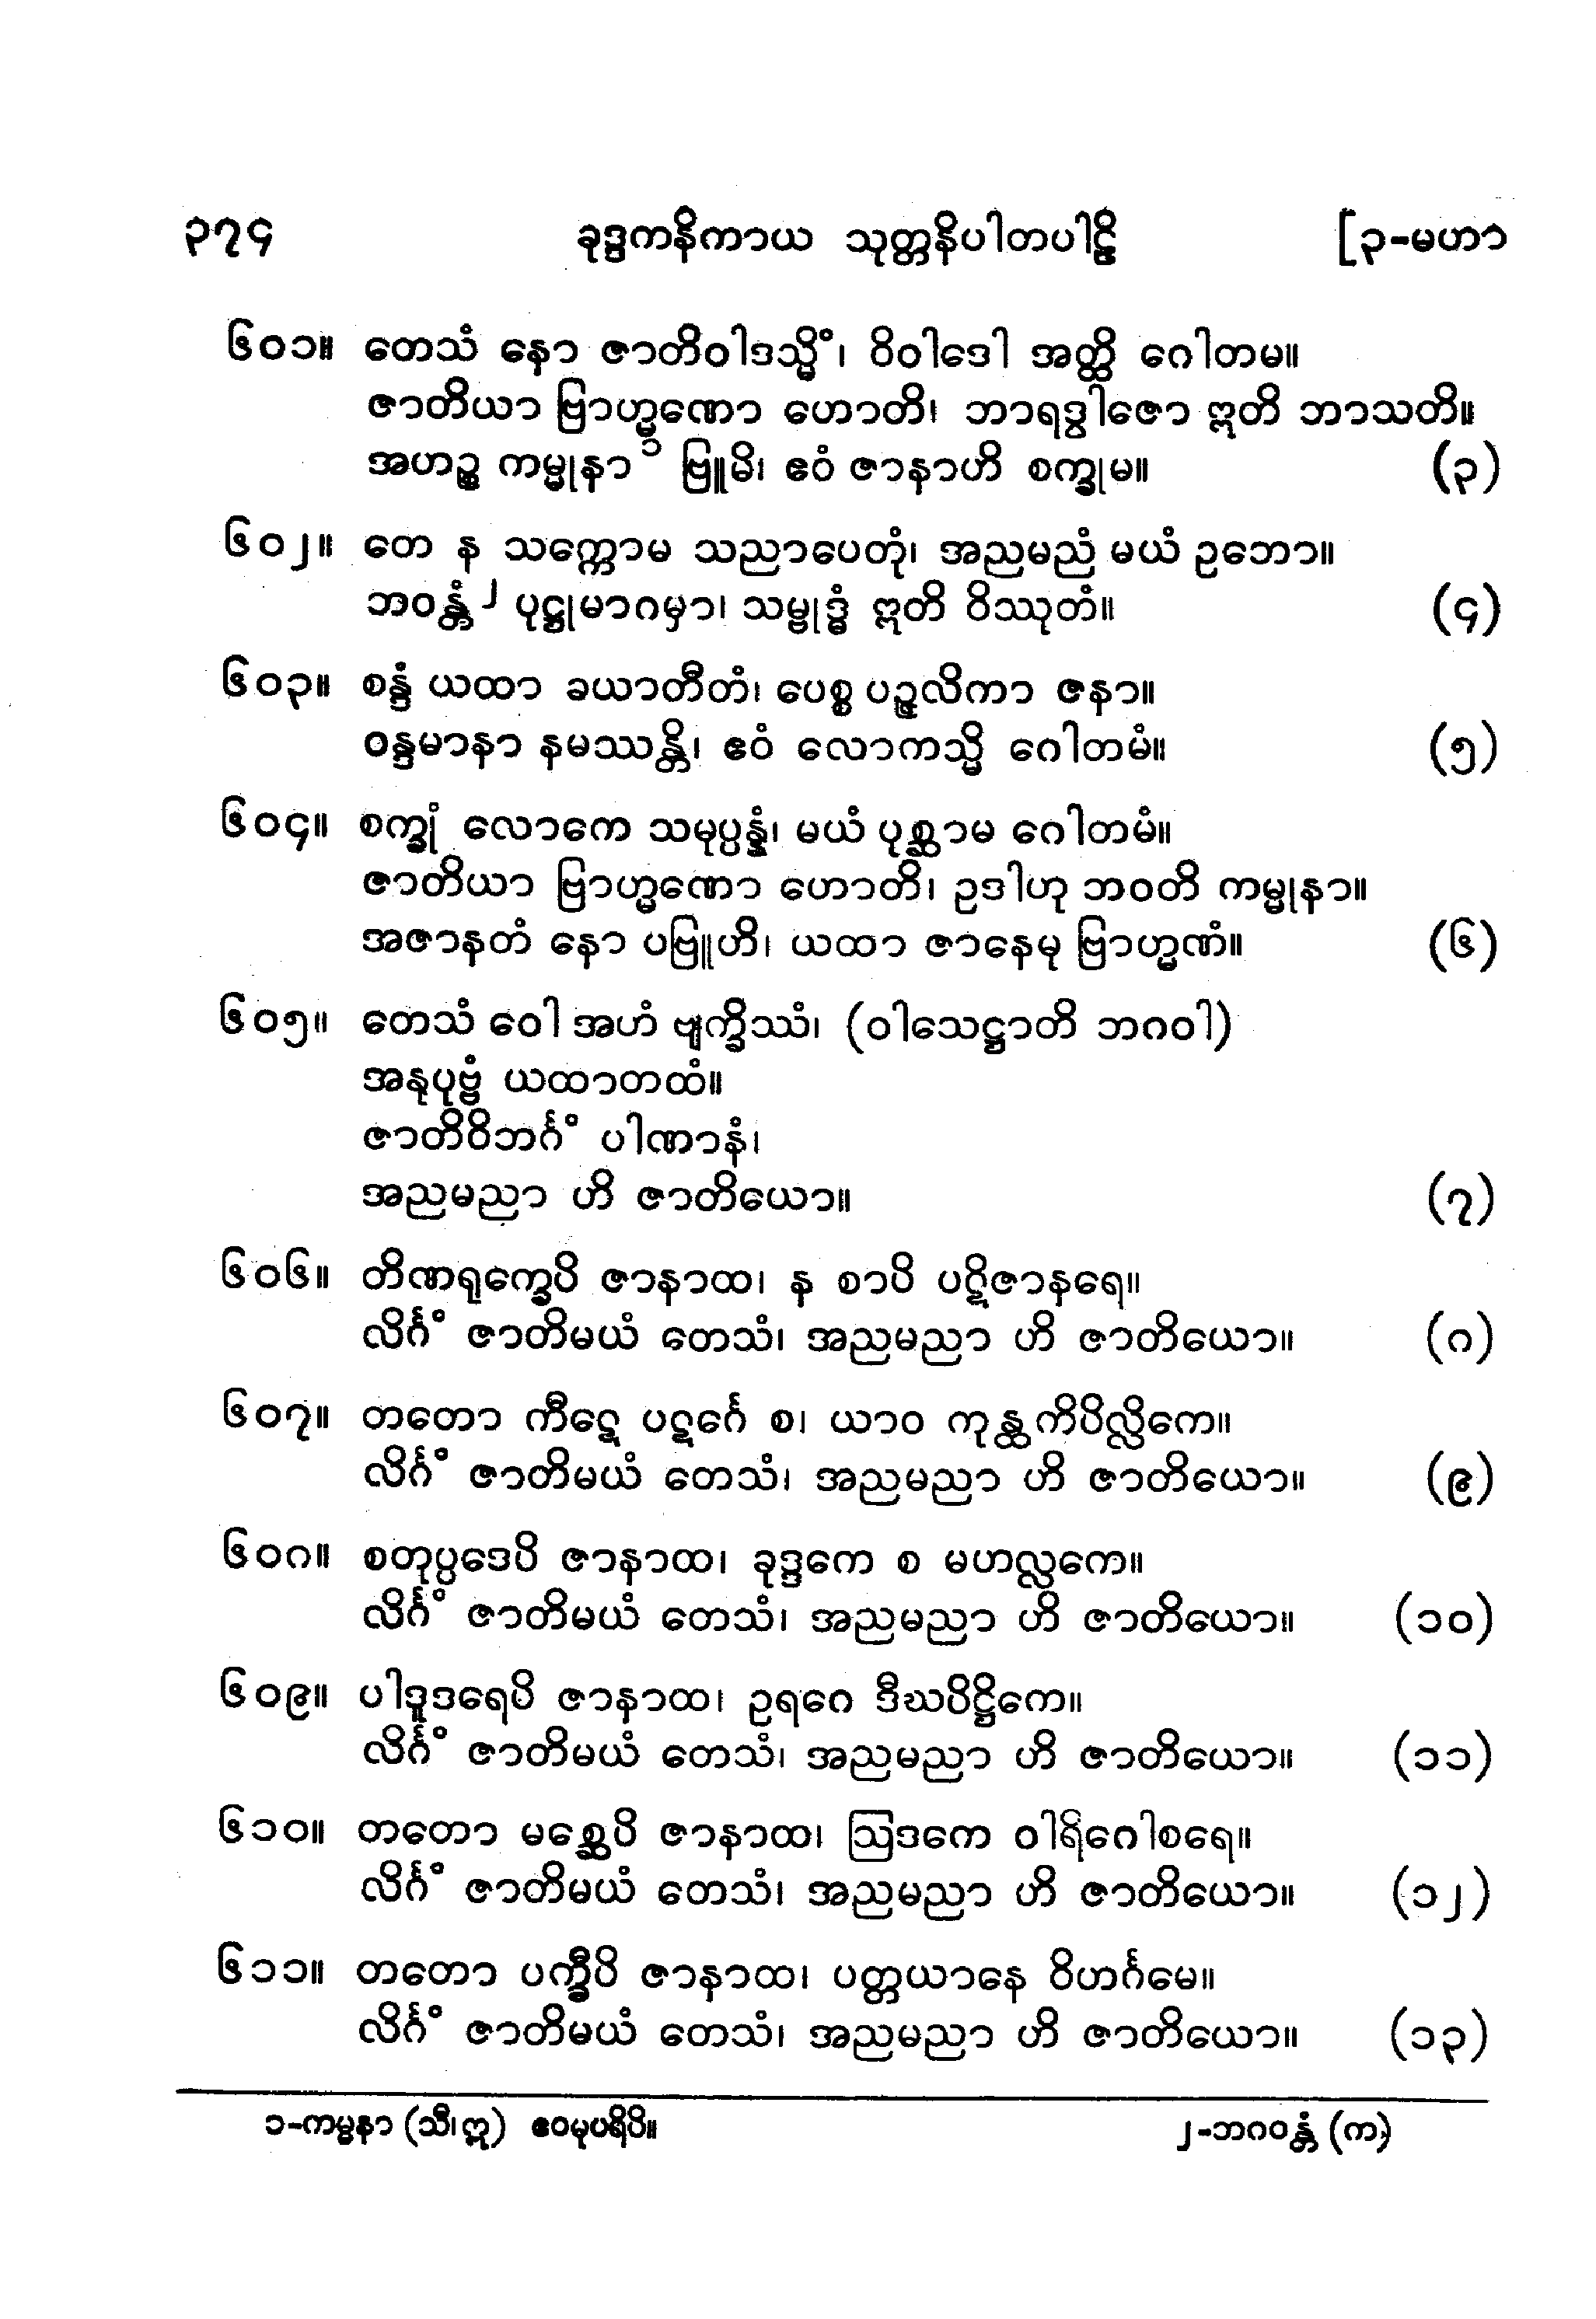 ၃၇၄ ခုဒ္ဒကနိကာယ သုတ္တနိပါတပါဠိ [၃-မဟာ
၆၀၁။ တေသံ နော ဇာတိဝါဒသ္မိံ၊ ဝိဝါဒေါ အတ္ထိ ဂေါတမ။
ဇာတိယာ ဗြာဟ္မဏော ဟောတိ၊ ဘာရဒွါဇော ဣတိ ဘာသတိ။
အဟဉ္စ ကမ္မုနာ ၁ ဗြူမိ၊ ဧဝံ ဇာနာဟိ စက္ခုမ။ (၃)
၆၀၂။ တေ န သက္ကောမ သညာပေတုံ၊ အညမညံ မယံ ဥဘော။
ဘဝန္တံ ၂ ပုဋ္ဌုမာဂမှာ၊ သမ္ဗုဒ္ဓံ ဣတိ ဝိဿုတံ။ (၄)
၆၀၃။ စန္ဒံ ယထာ ခယာတီတံ၊ ပေစ္စ ပဉ္ဇလိကာ ဇနာ။
ဝန္ဒမာနာ နမဿန္တိ၊ ဧဝံ လောကသ္မိ ဂေါတမံ။ (၅)
၆၀၄။ စက္ခုံ လောကေ သမုပ္ပန္နံ၊ မယံ ပုစ္ဆာမ ဂေါတမံ။
ဇာတိယာ ဗြာဟ္မဏော ဟောတိ၊ ဥဒါဟု ဘဝတိ ကမ္မုနာ။
အဇာနတံ နော ပဗြူဟိ၊ ယထာ ဇာနေမု ဗြာဟ္မဏံ။ (၆)
၆၀၅။ တေသံ ဝေါ အဟံ ဗျက္ခိဿံ၊ (ဝါသေဋ္ဌာတိ ဘဂဝါ)
အနုပုဗ္ဗံ ယထာတထံ။
ဇာတိဝိဘင်္ဂံ ပါဏာနံ၊
အညမညာ ဟိ ဇာတိယော။ (၇)
၆၀၆။ တိဏရုက္ခေပိ ဇာနာထ၊ န စာပိ ပဋိဇာနရေ။
လိင်္ဂံ ဇာတိမယံ တေသံ၊ အညမညာ ဟိ ဇာတိယော။ (၈)
၆၀၇။ တတော ကီဋေ ပဋင်္ဂေ စ၊ ယာဝ ကုန္ထကိပိလ္လိကေ။
လိင်္ဂံ ဇာတိမယံ တေသံ၊ အညမညာ ဟိ ဇာတိယော။ (၉)
၆၀၈။ စတုပ္ပဒေပိ ဇာနာထ၊ ခုဒ္ဒကေ စ မဟလ္လကေ။
လိင်္ဂံ ဇာတိမယံ တေသံ၊ အညမညာ ဟိ ဇာတိယော။ (၁၀)
၆၀၉။ ပါဒူဒရေပိ ဇာနာထ၊ ဥရဂေ ဒီဃပိဋ္ဌိကေ။
လိင်္ဂံ ဇာတိမယံ တေသံ၊ အညမညာ ဟိ ဇာတိယော။ (၁၁)
၆၁၀။ တတော မစ္ဆေပိ ဇာနာထ၊ ဩဒကေ ဝါရိဂေါစရေ။
လိင်္ဂံ ဇာတိမယံ တေသံ၊ အညမညာ ဟိ ဇာတိယော။ (၁၂)
၆၁၁။ တတော ပက္ခီပိ ဇာနာထ၊ ပတ္တယာနေ ဝိဟင်္ဂမေ။
လိင်္ဂံ ဇာတိမယံ တေသံ၊ အညမညာ ဟိ ဇာတိယော။ (၁၃)
၁-ကမ္မနာ (သီ၊ဣ) ဧဝမုပရိပိ။ ၂-ဘဂဝန္တံ (က)